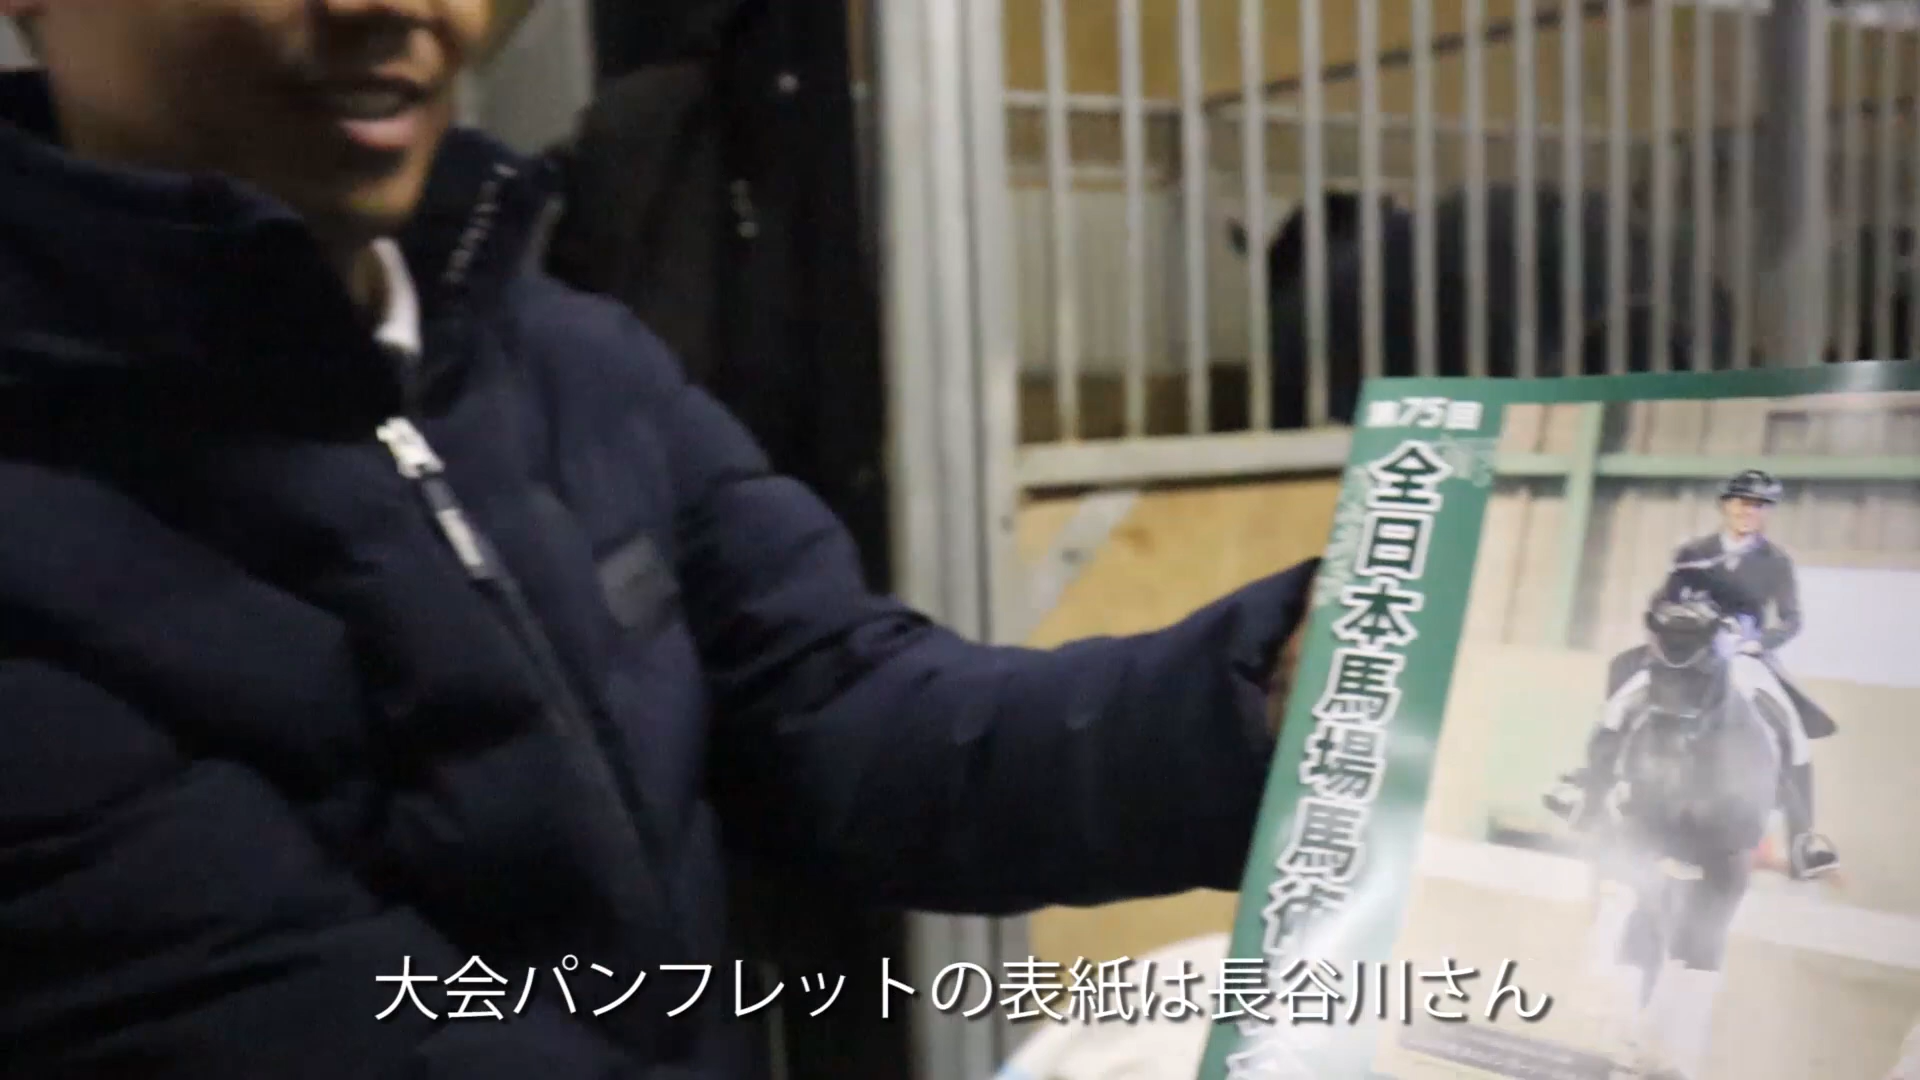 第75回
全日本馬場馬術
大会パンフレットの表紙は長谷川さん